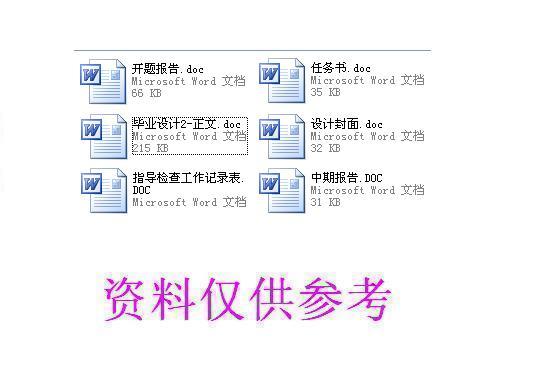 开题报告.doc
Microsoft Word 文档
66 KB
任务书.doc
Microsoft Word 文档
35 KB
毕业设计2-正文.doc
Microsoft Word 文档
215 KB
设计封面.doc
Microsoft Word 文档
32 KB
指导检查工作记录表.
DOC
Microsoft Word 文档
中期报告.DOC
Microsoft Word 文档
31 KB
资料仅供参考